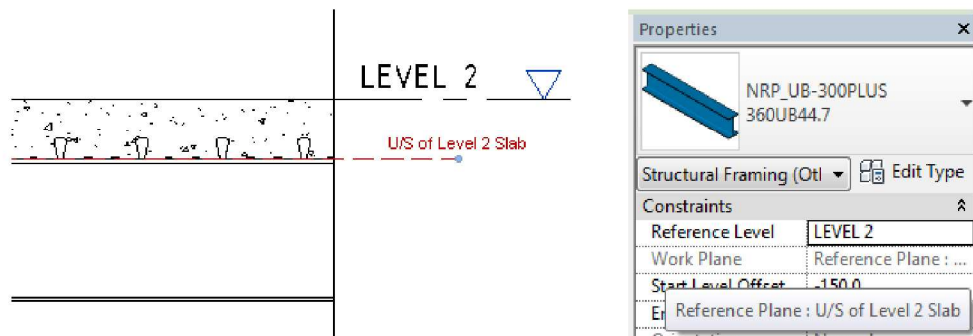 LEVEL 2
U/S of Level 2 Slab
Properties
NRP_UB-300PLUS
360UB44.7
Structural Framing (Otl
Edit Type
Constraints
Reference Level LEVEL 2
Work Plane Reference Plane : ...
Start Level Offset -150.0
Reference Plane : U/S of Level 2 Slab